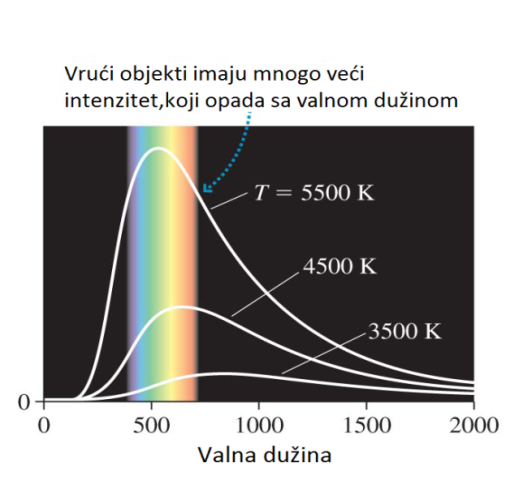 Vrući objekti imaju mnogo veći
intenzitet,koji opada sa valnom dužinom
T = 5500 K
4500 K
3500 K
0
0 500 1000 1500 2000
Valna dužina